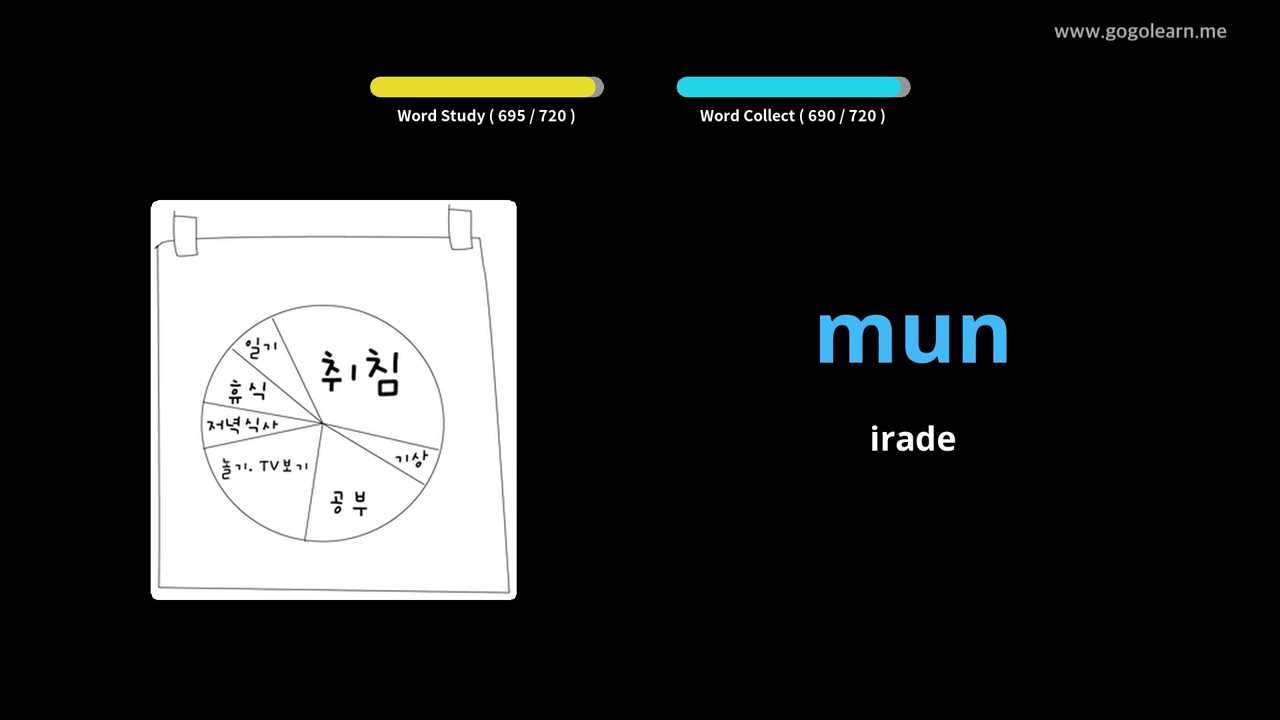 www.gogolearn.me
Word Study ( 695 / 720 )
Word Collect ( 690 / 720 )
일기
취침
휴식
저녁식사
놀기. TV보기
기상
공부
mun
irade